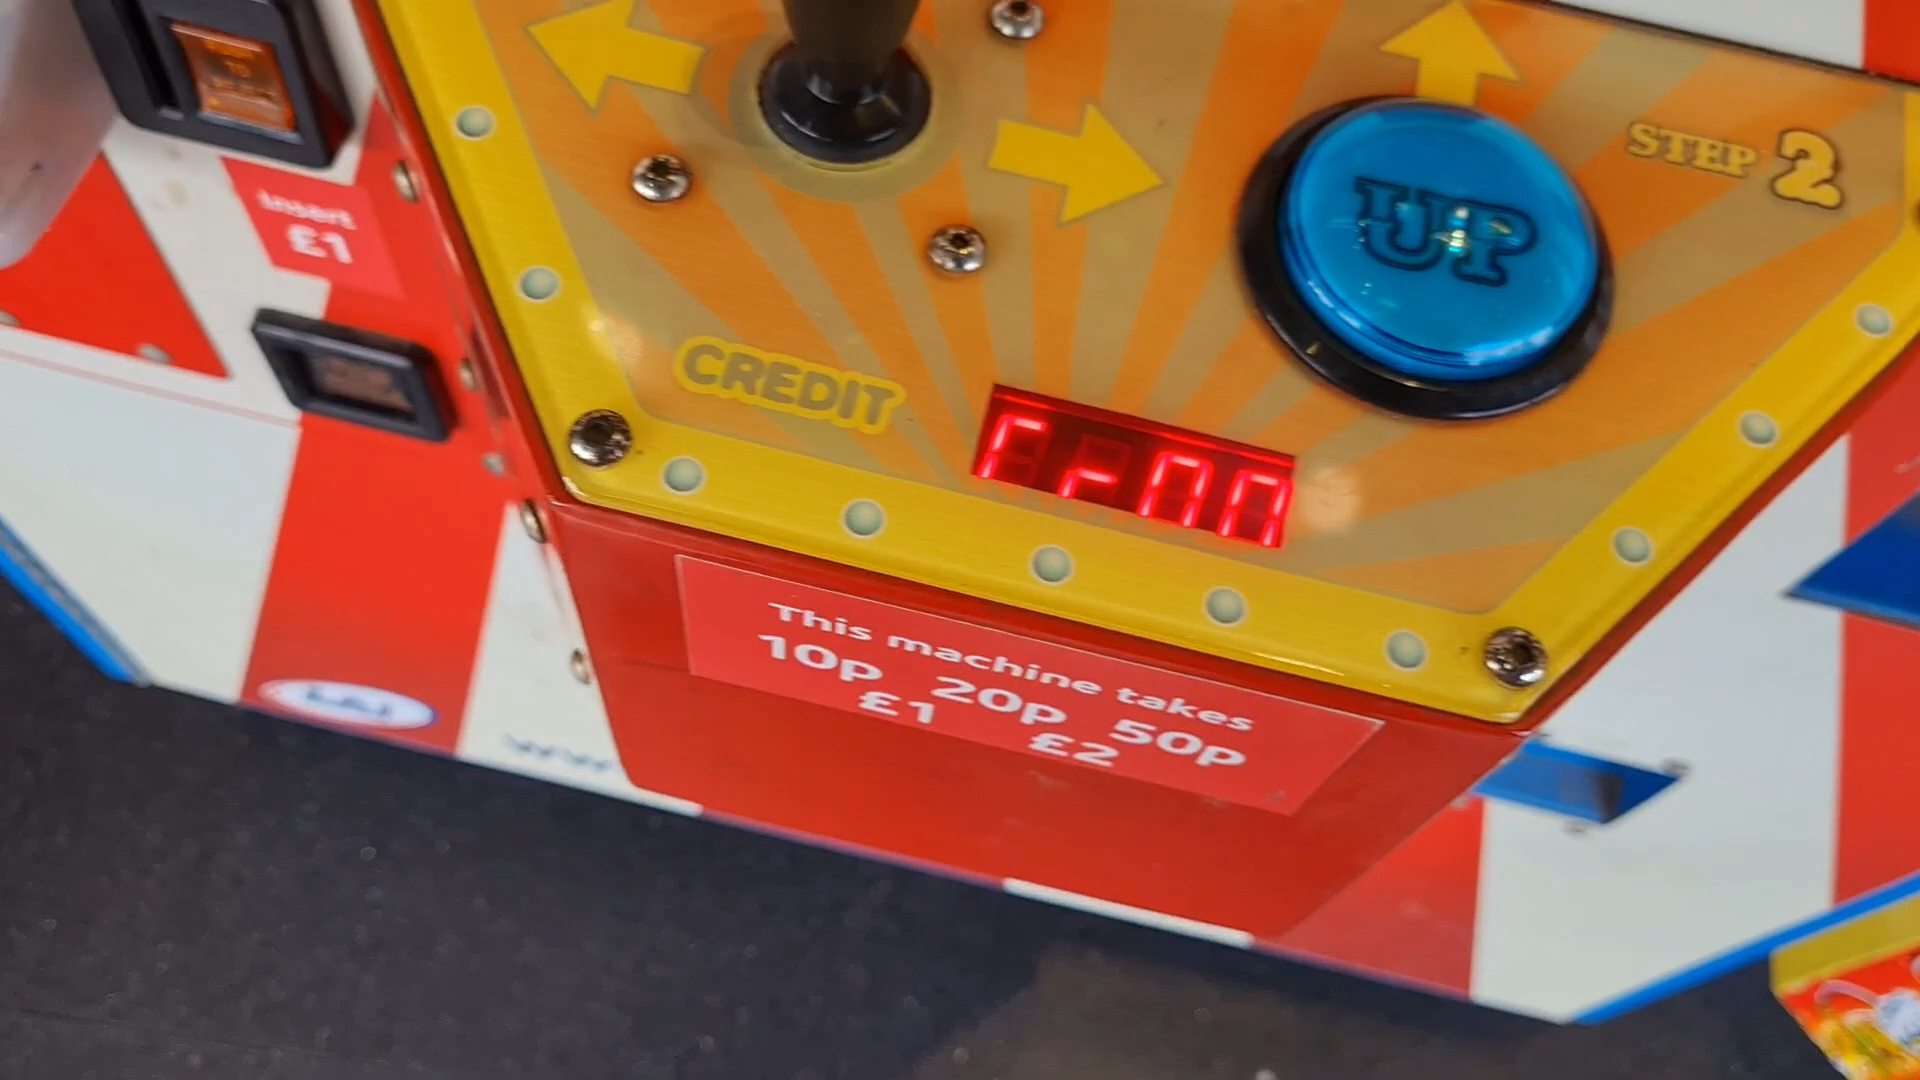 Insert
£1
STEP 2
UP
CREDIT
This machine takes
10p 20p 50p
£1 £2